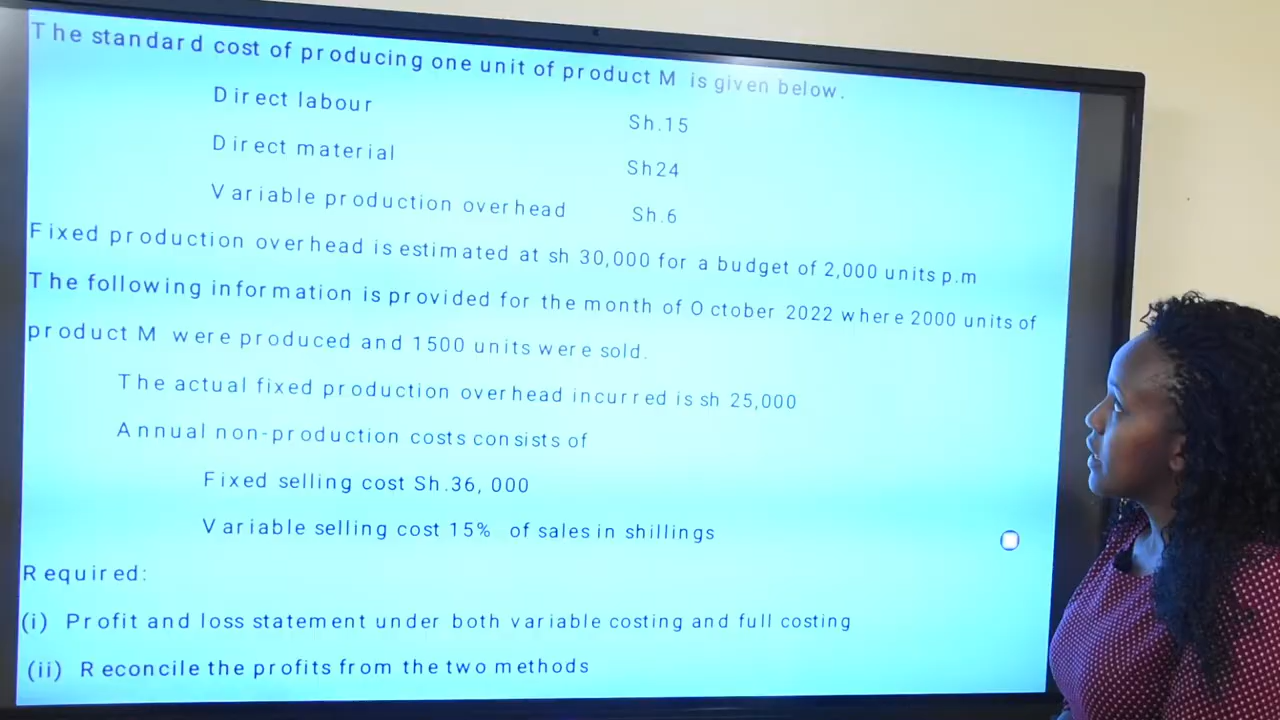 The standard cost of producing one unit of product M is given below.
Direct labour Sh.15
Direct material Sh24
Variable production overhead Sh.6
Fixed production overhead is estimated at sh 30,000 for a budget of 2,000 units p.m
The following information is provided for the month of October 2022 where 2000 units of
product M were produced and 1500 units were sold.
The actual fixed production overhead incurred is sh 25,000
Annual non-production costs consists of
Fixed selling cost Sh.36, 000
Variable selling cost 15% of sales in shillings
Required:
(i) Profit and loss statement under both variable costing and full costing
(ii) Reconcile the profits from the two methods